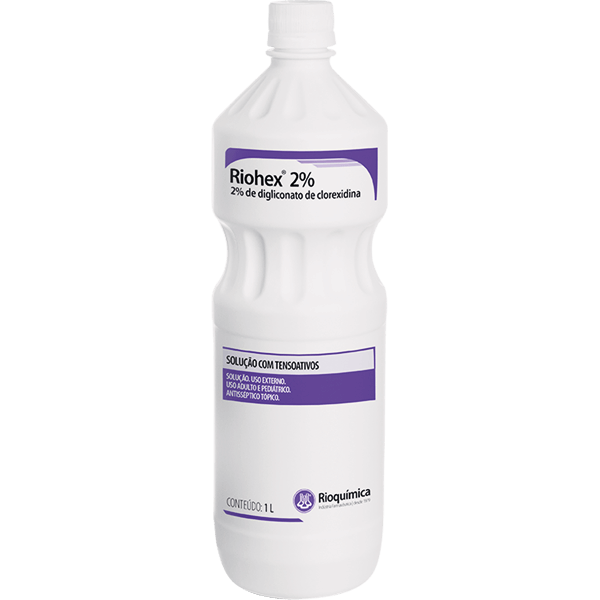 Riohex® 2%
2% de digliconato de clorexidina
SOLUÇÃO COM TENSOATIVOS
SOLUÇÃO. USO EXTERNO.
USO ADULTO E PEDIÁTRICO.
ANTISSÉPTICO TÓPICO.
CONTEÚDO: 1 L
Rioquímica